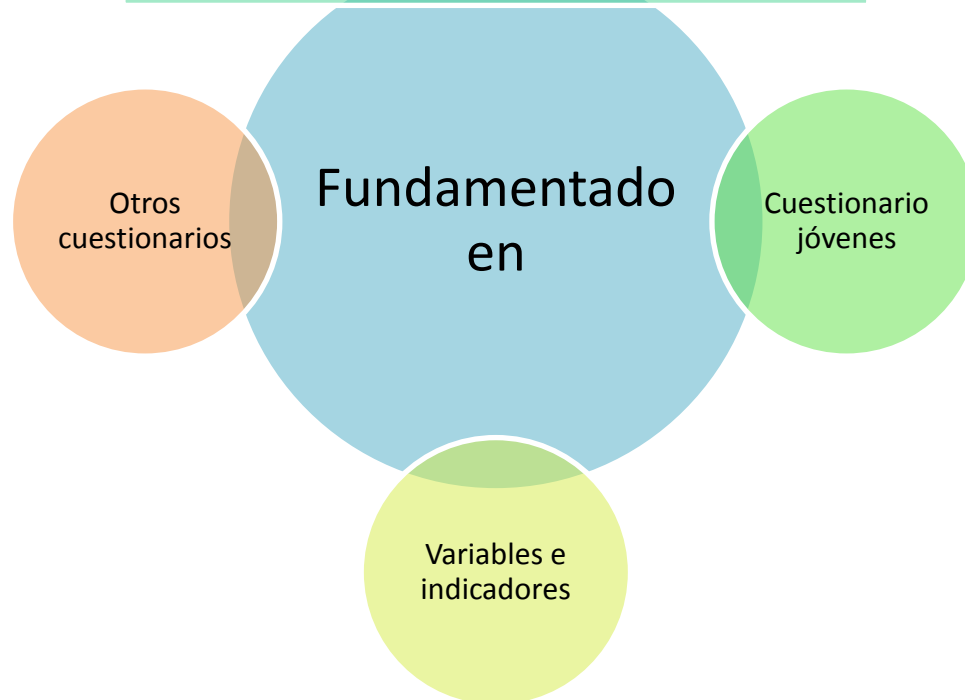 Fundamentado
en
Otros
cuestionarios
Cuestionario
jóvenes
Variables e
indicadores